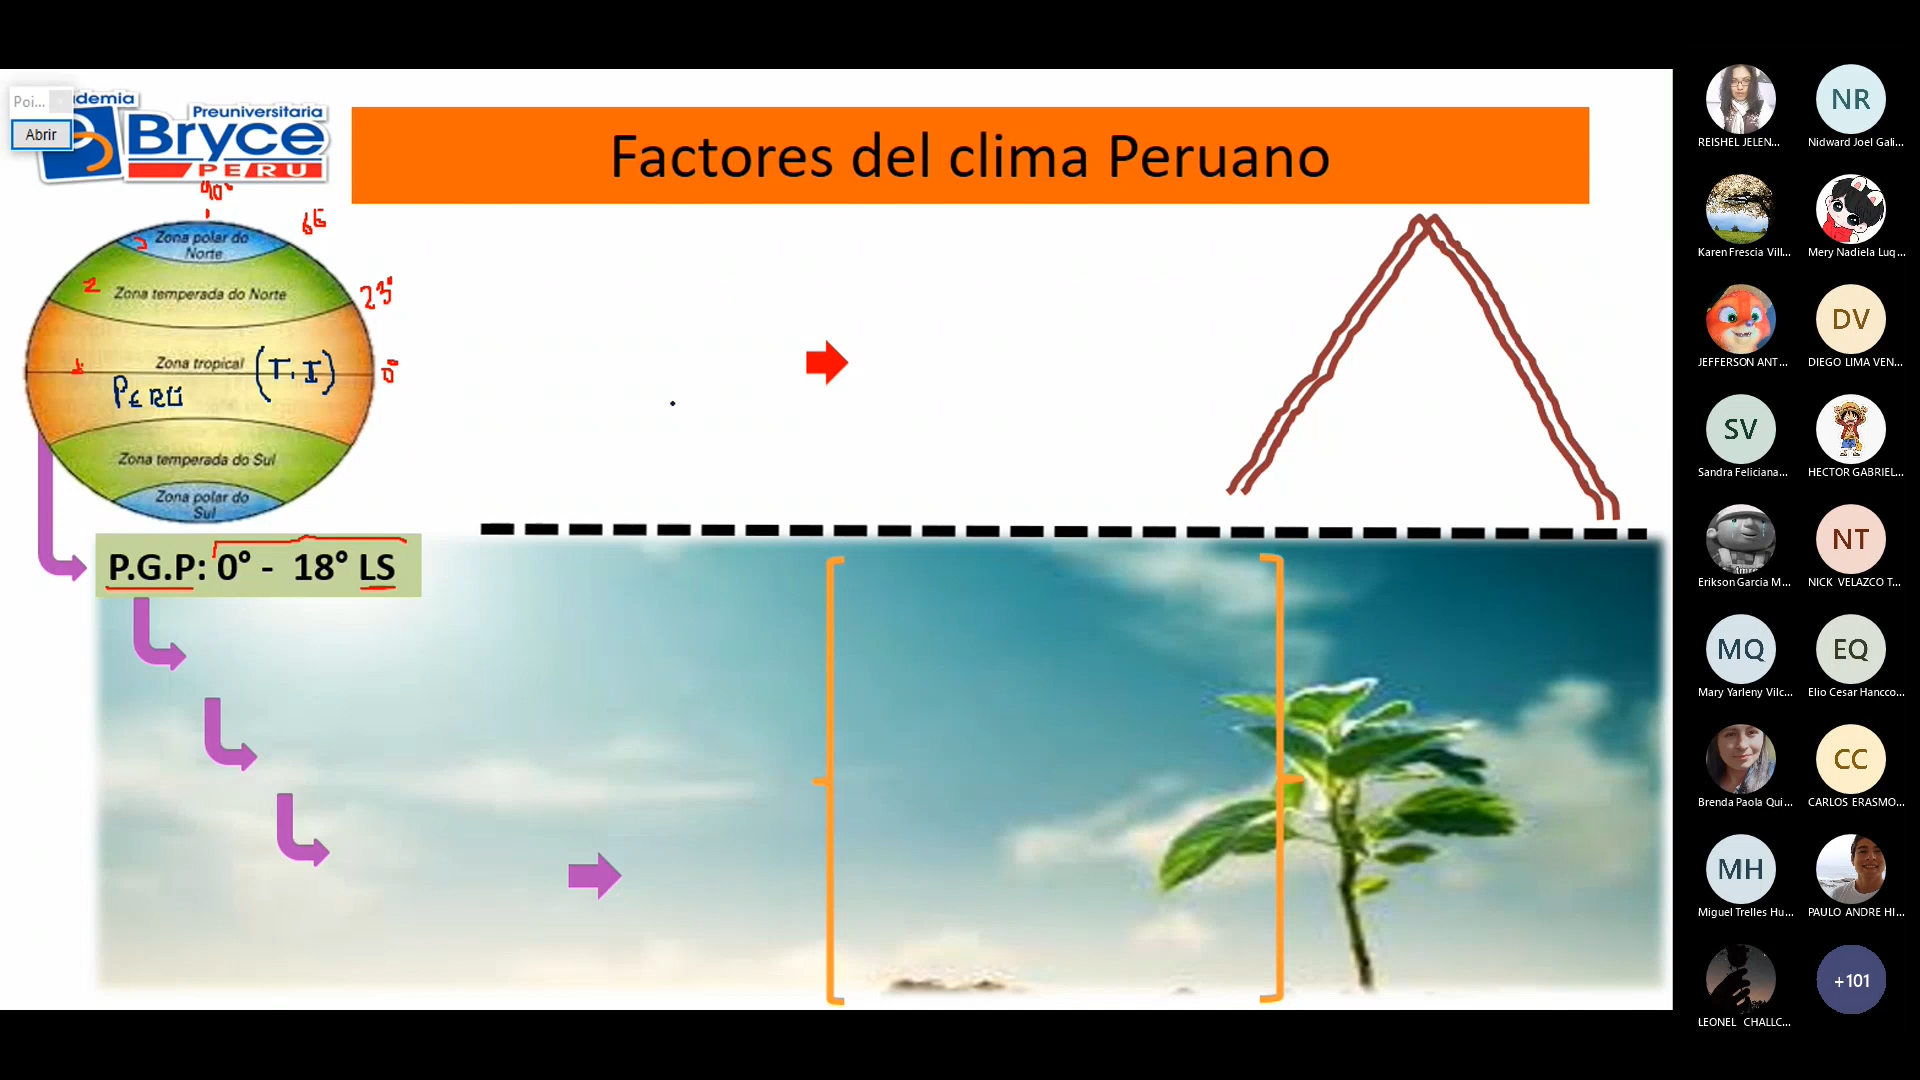 Poi...
Abrir
ademia
Preuniversitaria
Bryce
PERU
Factores del clima Peruano
90°
Zona polar do
Norte
Zona temperada do Norte
23°
2
Zona tropical
(T.I)
0°
PERÚ
Zona temperada do Sul
Zona polar do
Sul
P.G.P: 0° - 18° LS
REISHEL JELEN...
NR
Nidward Joel Gali...
Karen Frescia Vill...
Mery Nadiela Luq...
JEFFERSON ANT...
DV
DIEGO LIMA VEN...
SV
Sandra Feliciana...
HECTOR GABRIEL...
Erikson Garcia M...
NT
NICK VELAZCO T...
MQ
Mary Yarleny Vilc...
EQ
Elio Cesar Hancco...
Brenda Paola Qui...
CC
CARLOS ERASMO...
MH
Miguel Trelles Hu...
PAULO ANDRE HI...
LEONEL CHALLC...
+101